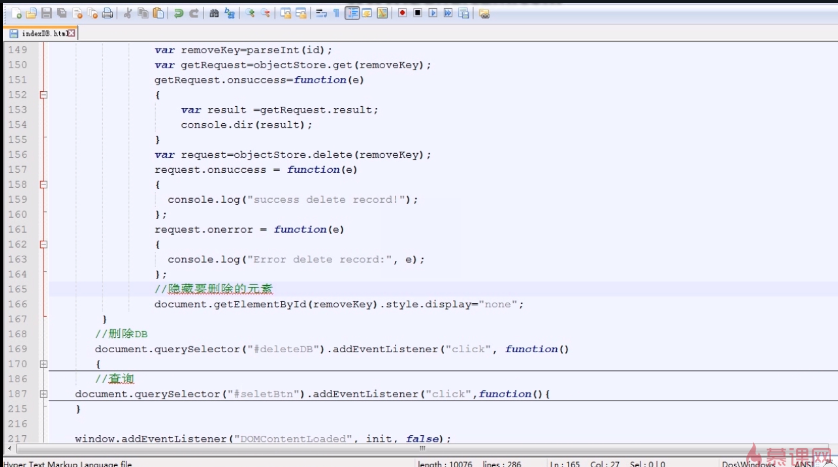 indexDB.html
149 var removeKey=parseInt(id);
150 var getRequest=objectStore.get(removeKey);
151 getRequest.onsuccess=function(e)
152 {
153 var result =getRequest.result;
154 console.dir(result);
155 }
156 var request=objectStore.delete(removeKey);
157 request.onsuccess = function(e)
158 {
159 console.log("success delete record!");
160 };
161 request.onerror = function(e)
162 {
163 console.log("Error delete record:", e);
164 };
165 //隐藏要删除的元素
166 document.getElementById(removeKey).style.display="none";
167 }
168 //删除DB
169 document.querySelector("#deleteDB").addEventListener("click", function()
170 {
186 //查询
187 document.querySelector("#seletBtn").addEventListener("click",function(){
215 }
216
217 window.addEventListener("DOMContentLoaded", init, false);
Hyper Text Markup Language file length : 10076 lines : 286 Ln : 165 Col : 27 Sel : 0 | 0 Dos\Windows ANSI
慕课网